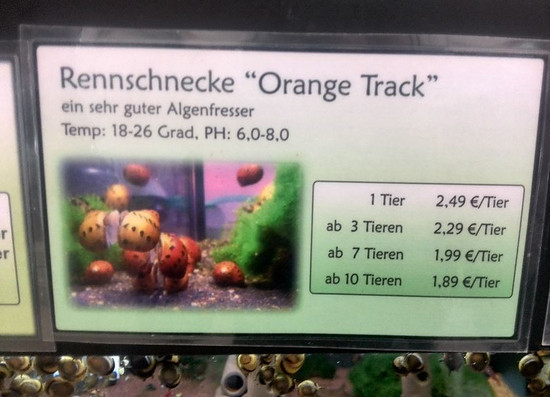 Rennschnecke “Orange Track”
ein sehr guter Algenfresser
Temp: 18-26 Grad, PH: 6,0-8,0
1 Tier 2,49 €/Tier
ab 3 Tieren 2,29 €/Tier
ab 7 Tieren 1,99 €/Tier
ab 10 Tieren 1,89 €/Tier